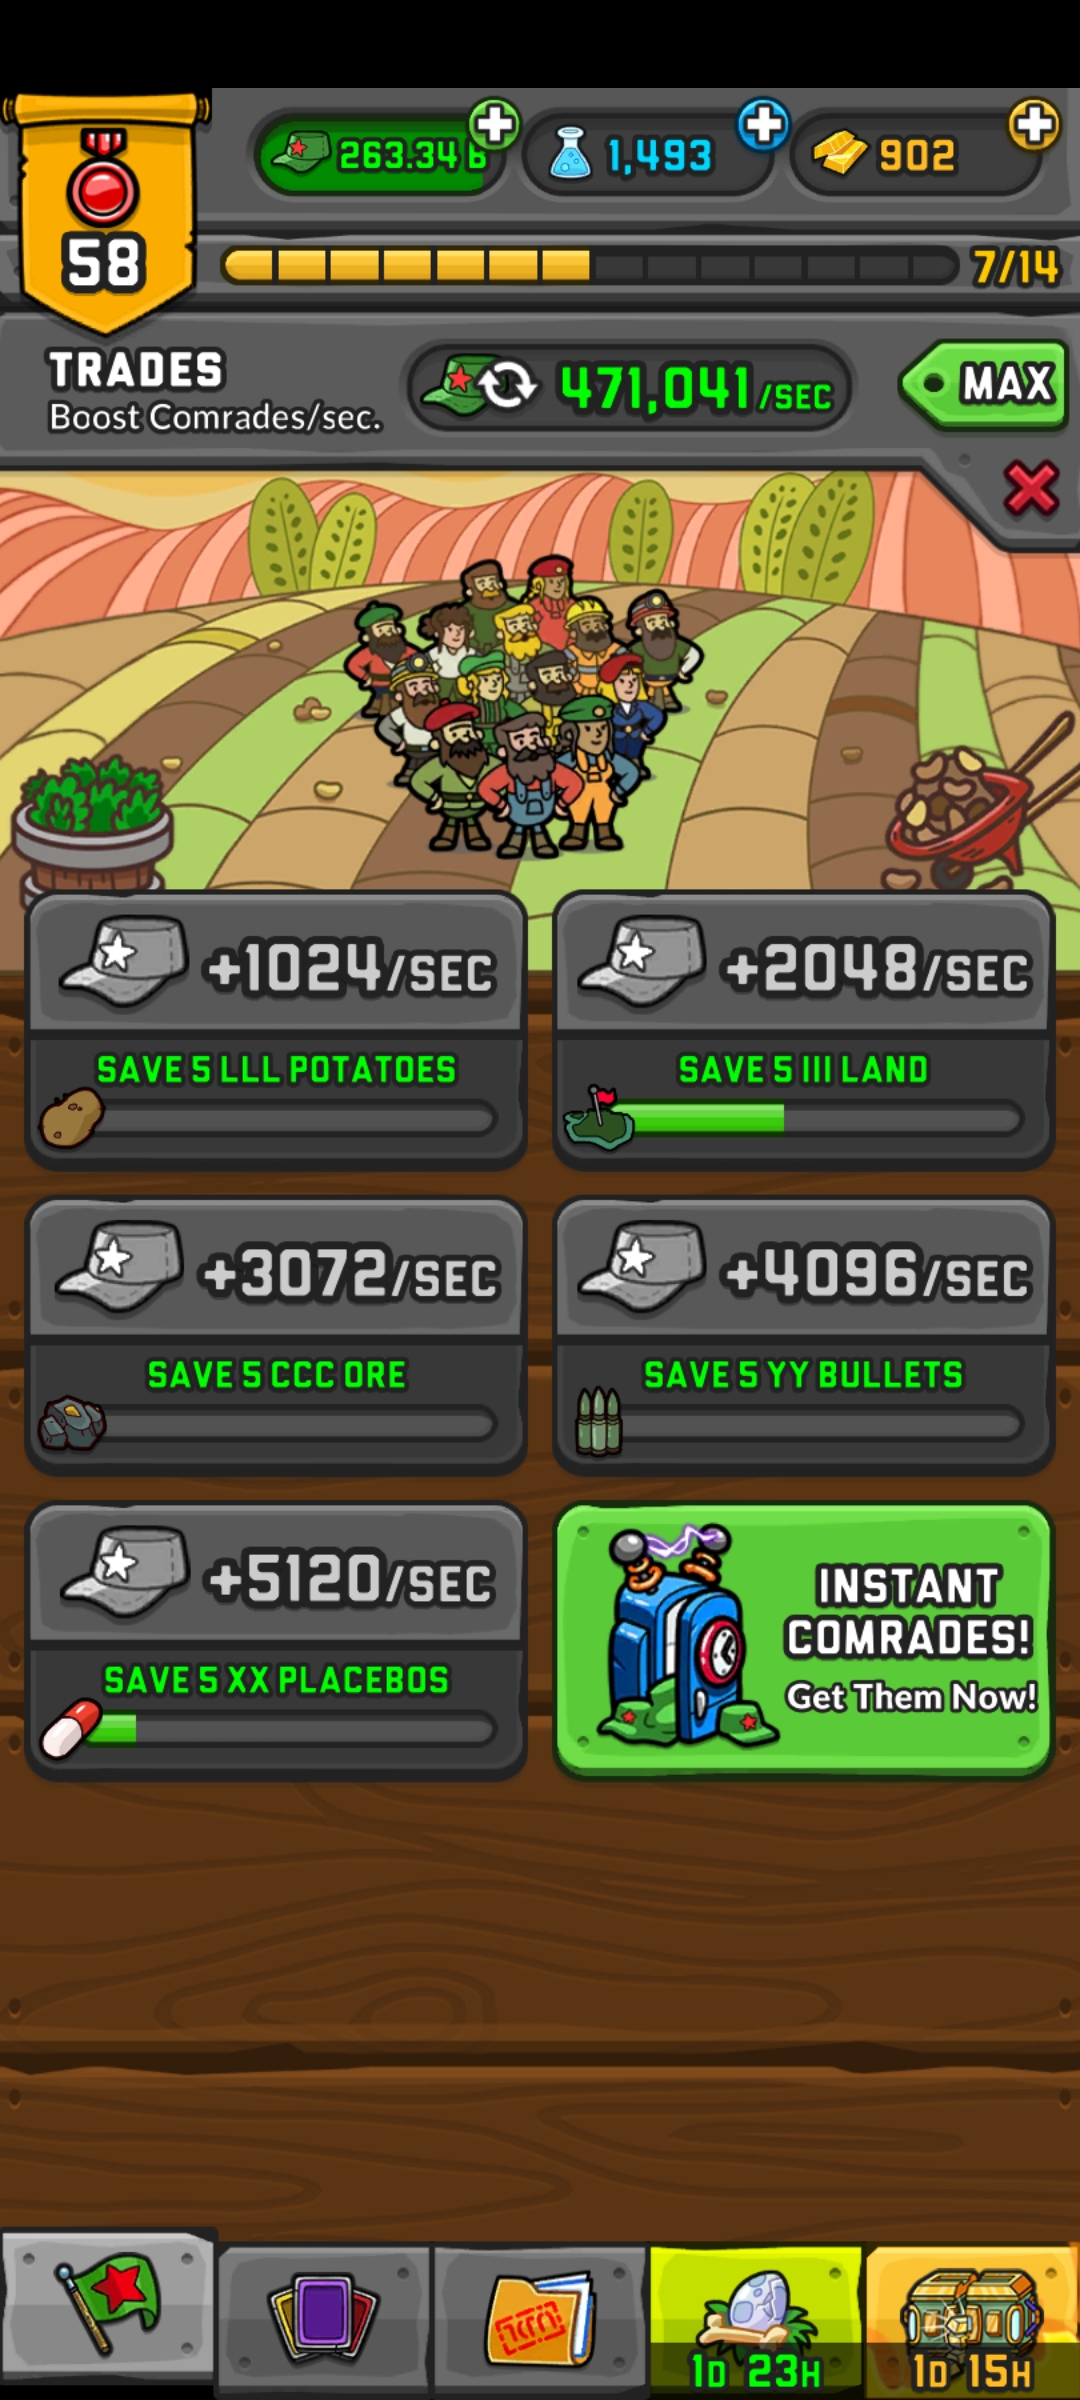 263.34 B
1,493
902
58
7/14
TRADES
Boost Comrades/sec.
471,041/SEC
MAX
+1024/SEC
+2048/SEC
SAVE 5 LLL POTATOES
SAVE 5 III LAND
+3072/SEC
+4096/SEC
SAVE 5 CCC ORE
SAVE 5 YY BULLETS
+5120/SEC
SAVE 5 XX PLACEBOS
INSTANT
COMRADES!
Get Them Now!
1D 23H
1D 15H